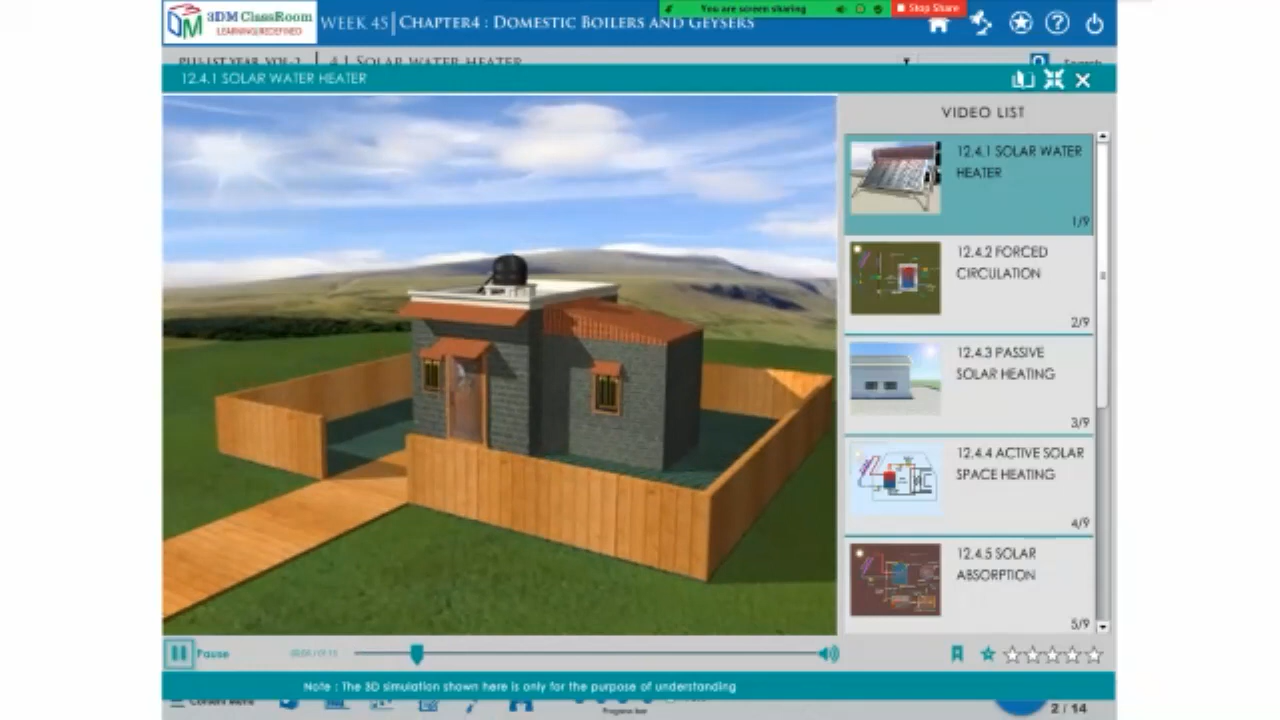 3DM CLASSROOM
LEARNING REDEFINED
WEEK 45 CHAPTER4 : DOMESTIC BOILERS AND GEYSERS
You are screen sharing
Stop Share
4.1 SOLAR WATER HEATER
12.4.1 SOLAR WATER HEATER
VIDEO LIST
12.4.1 SOLAR WATER
HEATER
1/9
12.4.2 FORCED
CIRCULATION
2/9
12.4.3 PASSIVE
SOLAR HEATING
3/9
12.4.4 ACTIVE SOLAR
SPACE HEATING
4/9
12.4.5 SOLAR
ABSORPTION
5/9
Pause
Note : The 3D simulation shown here is only for the purpose of understanding
Progress bar
2 / 14